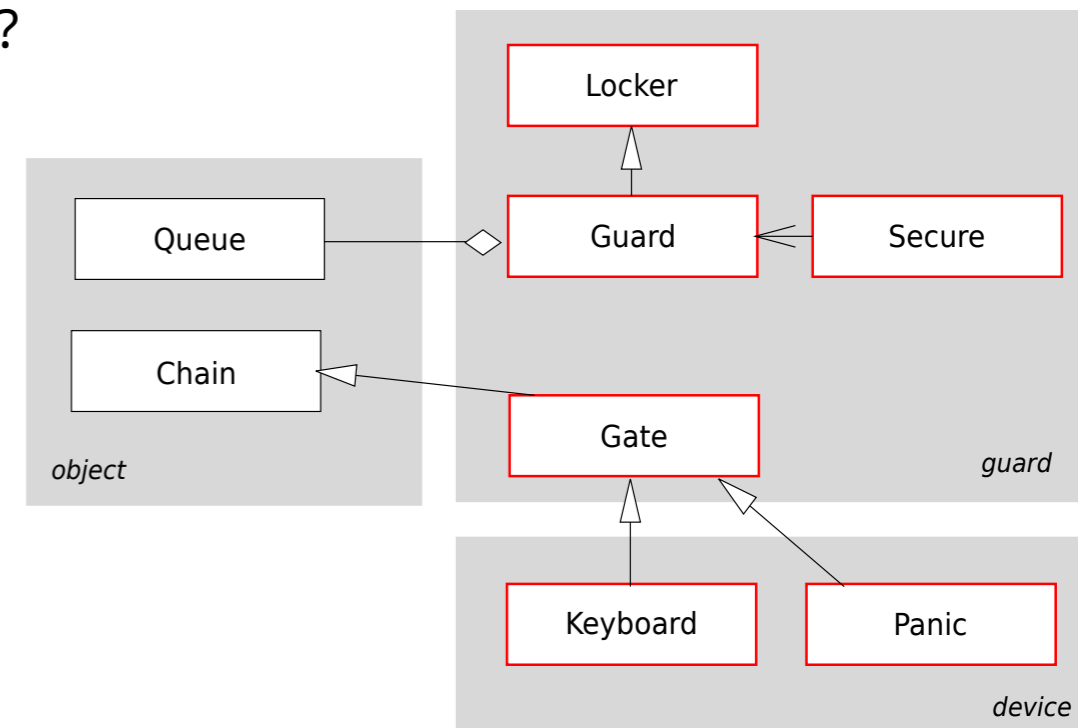 ?
Locker
Queue
Guard
Secure
Chain
Gate
object
guard
Keyboard
Panic
device